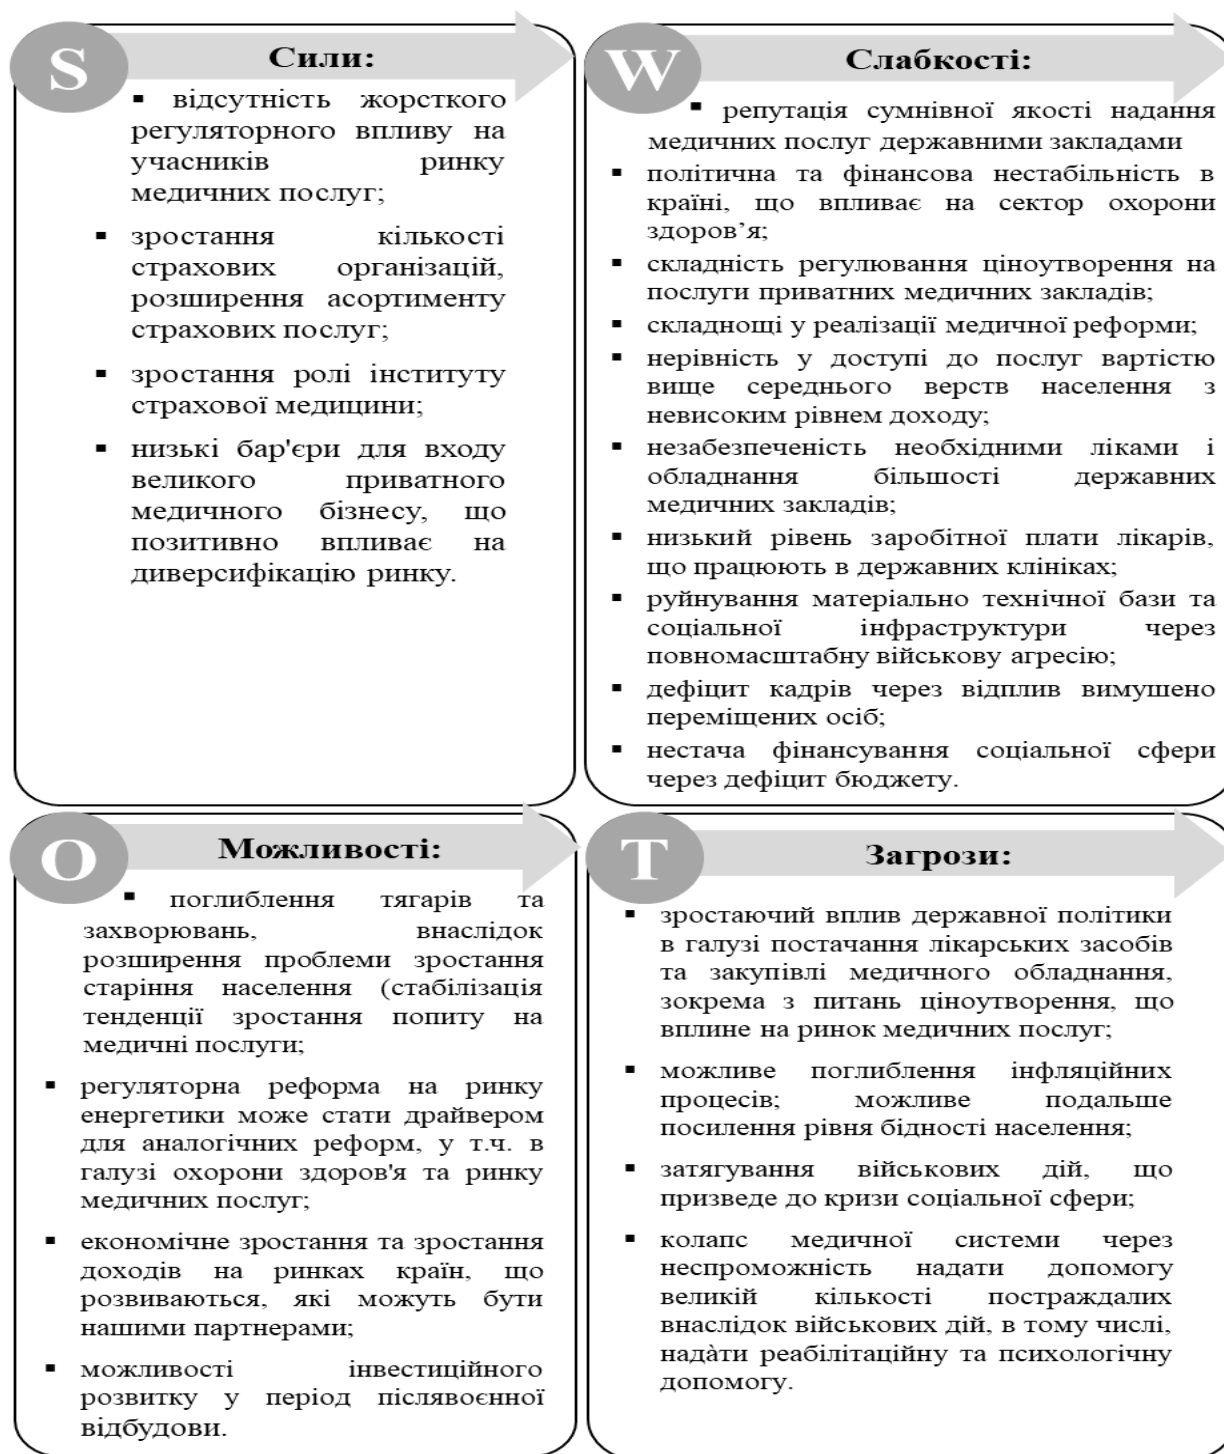 S
Сили:
▪ відсутність жорсткого
регуляторного впливу на
учасників ринку
медичних послуг;
▪ зростання кількості
страхових організацій,
розширення асортименту
страхових послуг;
▪ зростання ролі інституту
страхової медицини;
▪ низькі бар'єри для входу
великого приватного
медичного бізнесу, що
позитивно впливає на
диверсифікацію ринку.
W
Слабкості:
▪ репутація сумнівної якості надання
медичних послуг державними закладами
▪ політична та фінансова нестабільність в
країні, що впливає на сектор охорони
здоров’я;
▪ складність регулювання ціноутворення на
послуги приватних медичних закладів;
▪ складнощі у реалізації медичної реформи;
▪ нерівність у доступі до послуг вартістю
вище середнього верств населення з
невисоким рівнем доходу;
▪ незабезпеченість необхідними ліками і
обладнання більшості державних
медичних закладів;
▪ низький рівень заробітної плати лікарів,
що працюють в державних клініках;
▪ руйнування матеріально технічної бази та
соціальної інфраструктури через
повномасштабну військову агресію;
▪ дефіцит кадрів через відплив вимушено
переміщених осіб;
▪ нестача фінансування соціальної сфери
через дефіцит бюджету.
O
Можливості:
▪ поглиблення тягарів та
захворювань, внаслідок
розширення проблеми зростання
старіння населення (стабілізація
тенденції зростання попиту на
медичні послуги;
▪ регуляторна реформа на ринку
енергетики може стати драйвером
для аналогічних реформ, у т.ч. в
галузі охорони здоров'я та ринку
медичних послуг;
▪ економічне зростання та зростання
доходів на ринках країн, що
розвиваються, які можуть бути
нашими партнерами;
▪ можливості інвестиційного
розвитку у період післявоєнної
відбудови.
T
Загрози:
▪ зростаючий вплив державної політики
в галузі постачання лікарських засобів
та закупівлі медичного обладнання,
зокрема з питань ціноутворення, що
вплине на ринок медичних послуг;
▪ можливе поглиблення інфляційних
процесів; можливе подальше
посилення рівня бідності населення;
▪ затягування військових дій, що
призведе до кризи соціальної сфери;
▪ колапс медичної системи через
неспроможність надати допомогу
великій кількості постраждалих
внаслідок військових дій, в тому числі,
надàти реабілітаційну та психологічну
допомогу.